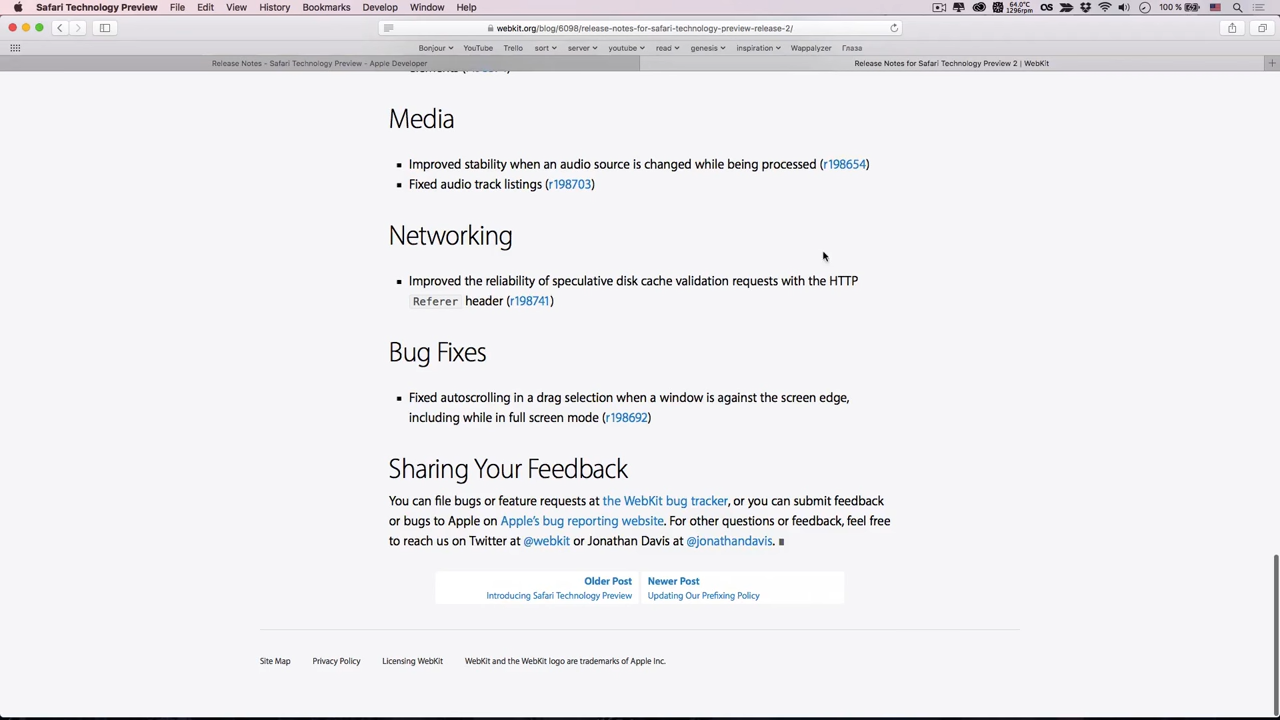 Safari Technology Preview File Edit View History Bookmarks Develop Window Help 64.0°C 1296rpm OS 100 %
webkit.org/blog/6098/release-notes-for-safari-technology-preview-release-2/
Bonjour YouTube Trello sort server youtube read genesis inspiration Wappalyzer Глаза
Release Notes - Safari Technology Preview - Apple Developer Release Notes for Safari Technology Preview 2 | WebKit
Media
Improved stability when an audio source is changed while being processed (r198654)
Fixed audio track listings (r198703)
Networking
Improved the reliability of speculative disk cache validation requests with the HTTP
Referer header (r198741)
Bug Fixes
Fixed autoscrolling in a drag selection when a window is against the screen edge,
including while in full screen mode (r198692)
Sharing Your Feedback
You can file bugs or feature requests at the WebKit bug tracker, or you can submit feedback
or bugs to Apple on Apple's bug reporting website. For other questions or feedback, feel free
to reach us on Twitter at @webkit or Jonathan Davis at @jonathandavis.
Older Post Newer Post
Introducing Safari Technology Preview Updating Our Prefixing Policy
Site Map Privacy Policy Licensing WebKit WebKit and the WebKit logo are trademarks of Apple Inc.